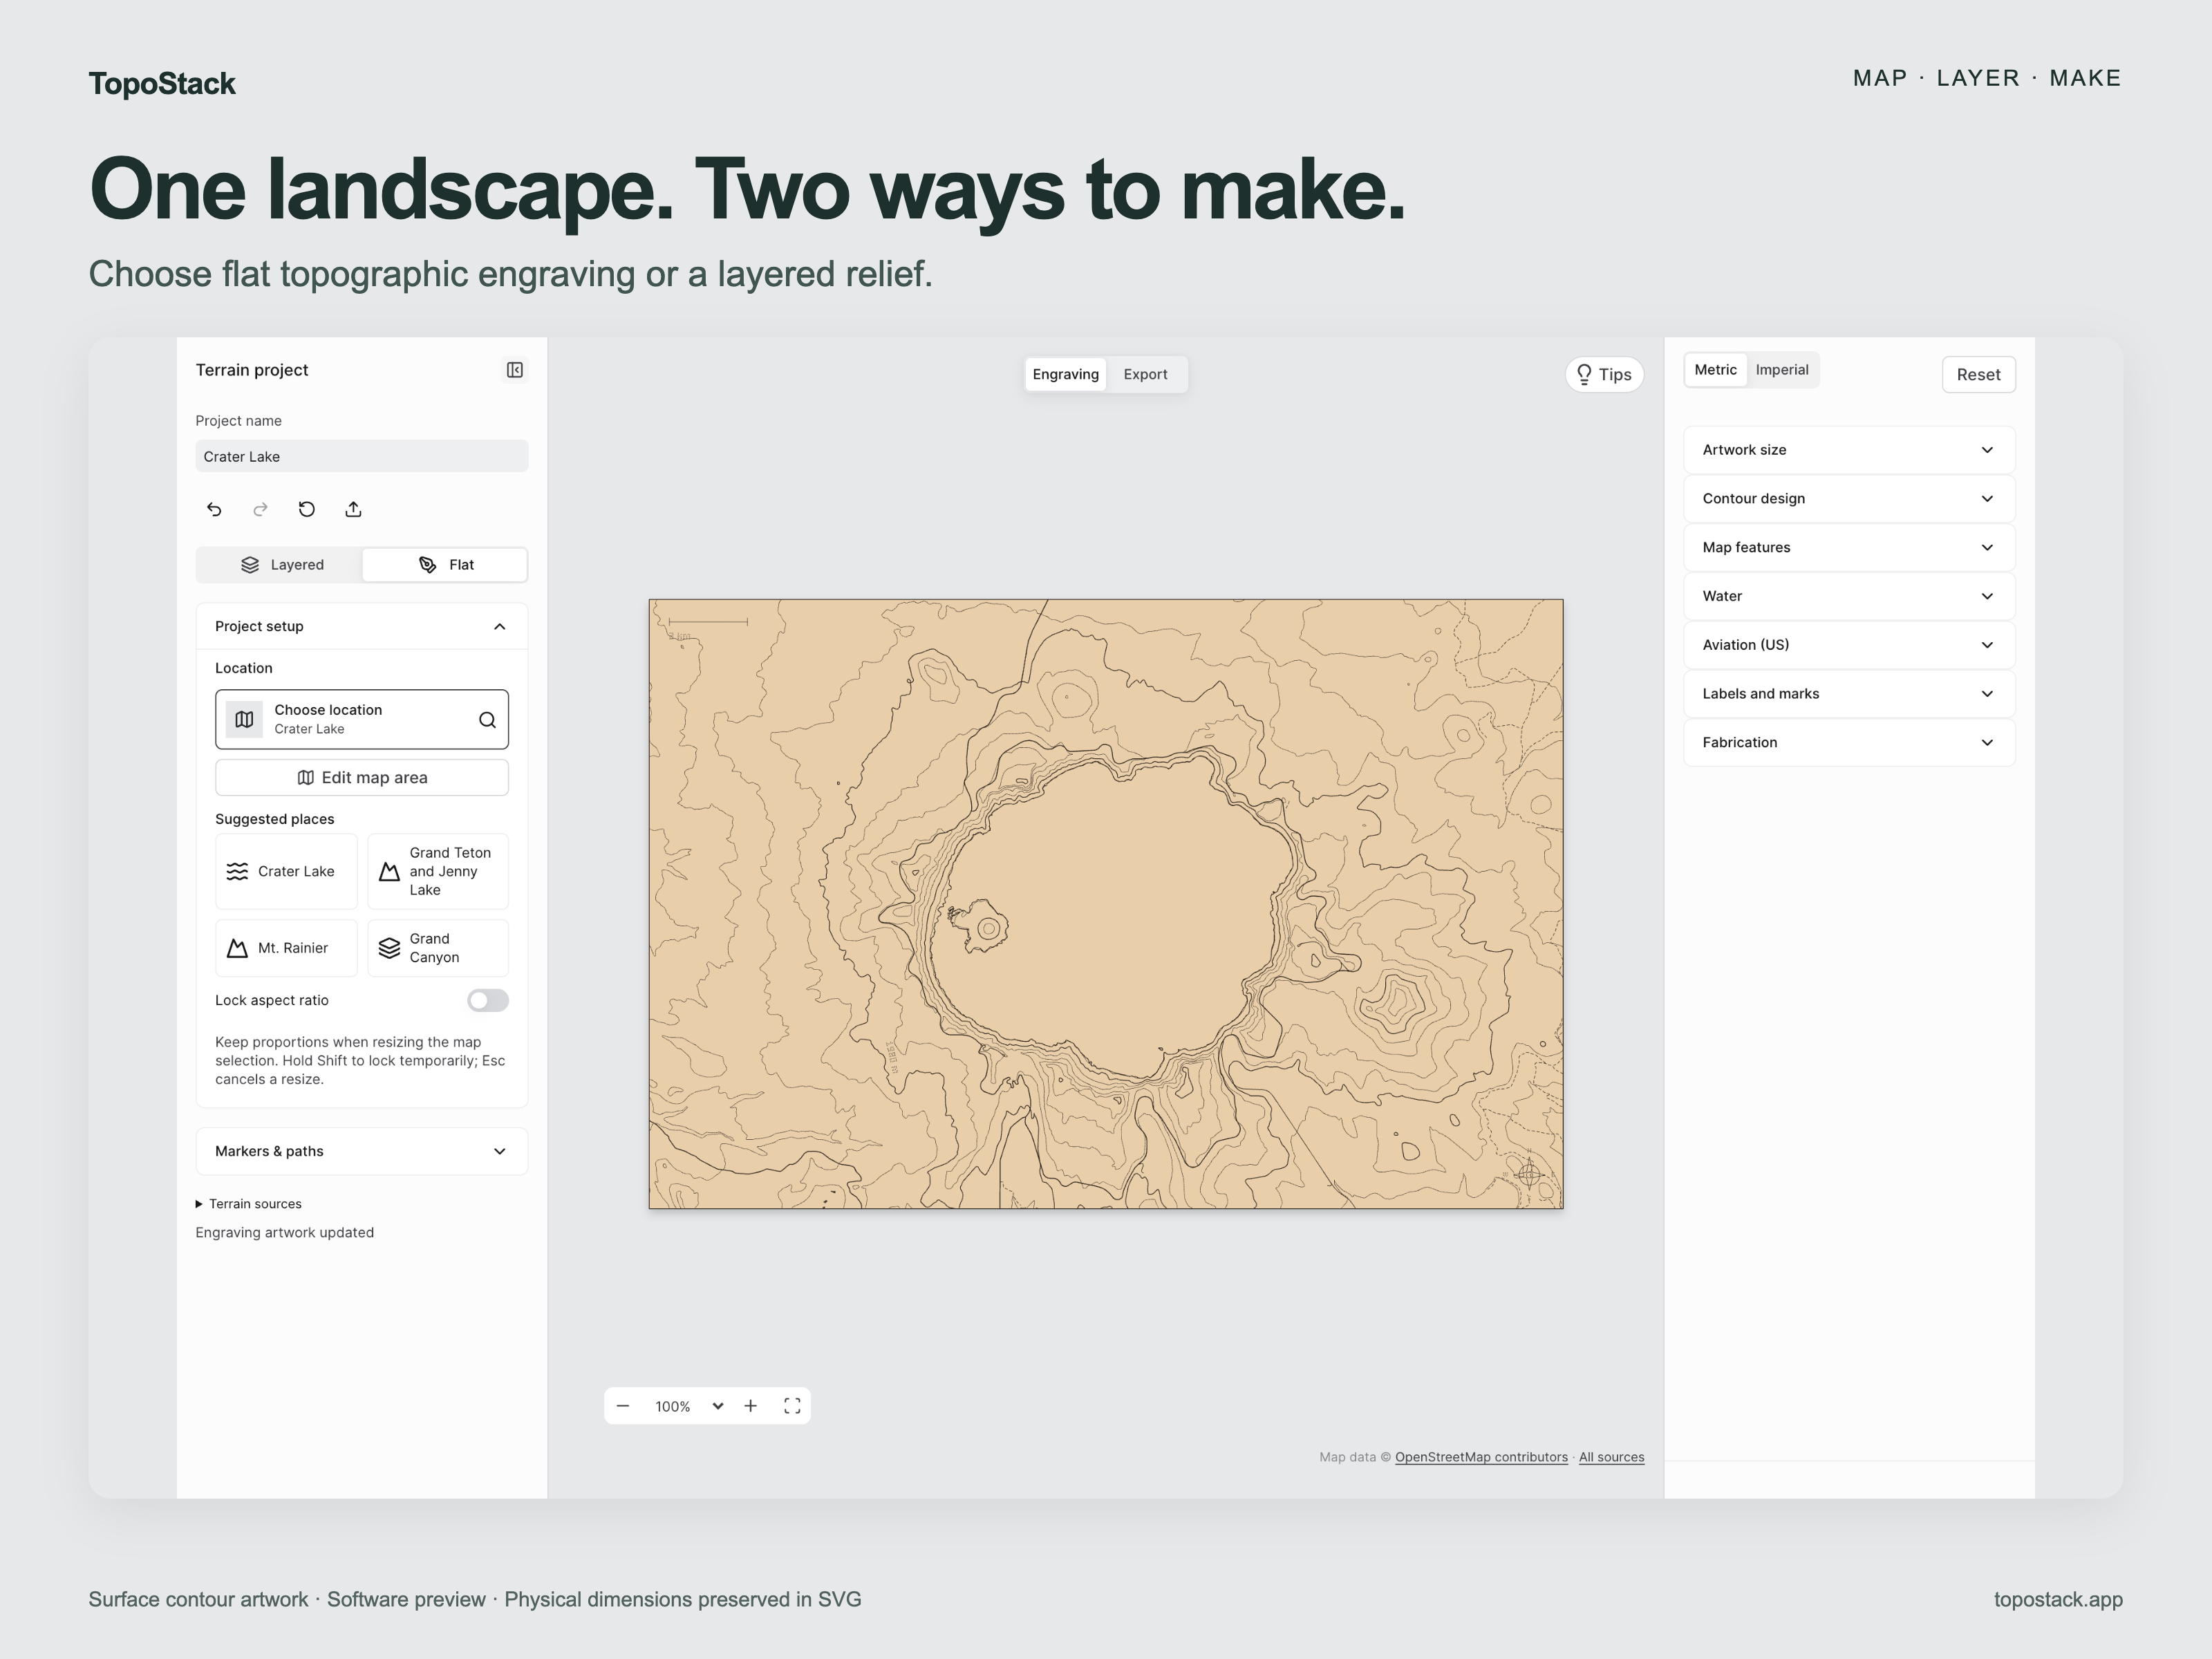 TopoStack
MAP · LAYER · MAKE
One landscape. Two ways to make.
Choose flat topographic engraving or a layered relief.
Terrain project
Project name
Crater Lake
Layered
Flat
Project setup
Location
Choose location
Crater Lake
Edit map area
Suggested places
Crater Lake
Grand Teton
and Jenny
Lake
Mt. Rainier
Grand
Canyon
Lock aspect ratio
Keep proportions when resizing the map
selection. Hold Shift to lock temporarily; Esc
cancels a resize.
Markers & paths
Terrain sources
Engraving artwork updated
Engraving
Export
Tips
100%
Map data © OpenStreetMap contributors · All sources
Metric
Imperial
Reset
Artwork size
Contour design
Map features
Water
Aviation (US)
Labels and marks
Fabrication
Surface contour artwork · Software preview · Physical dimensions preserved in SVG
topostack.app